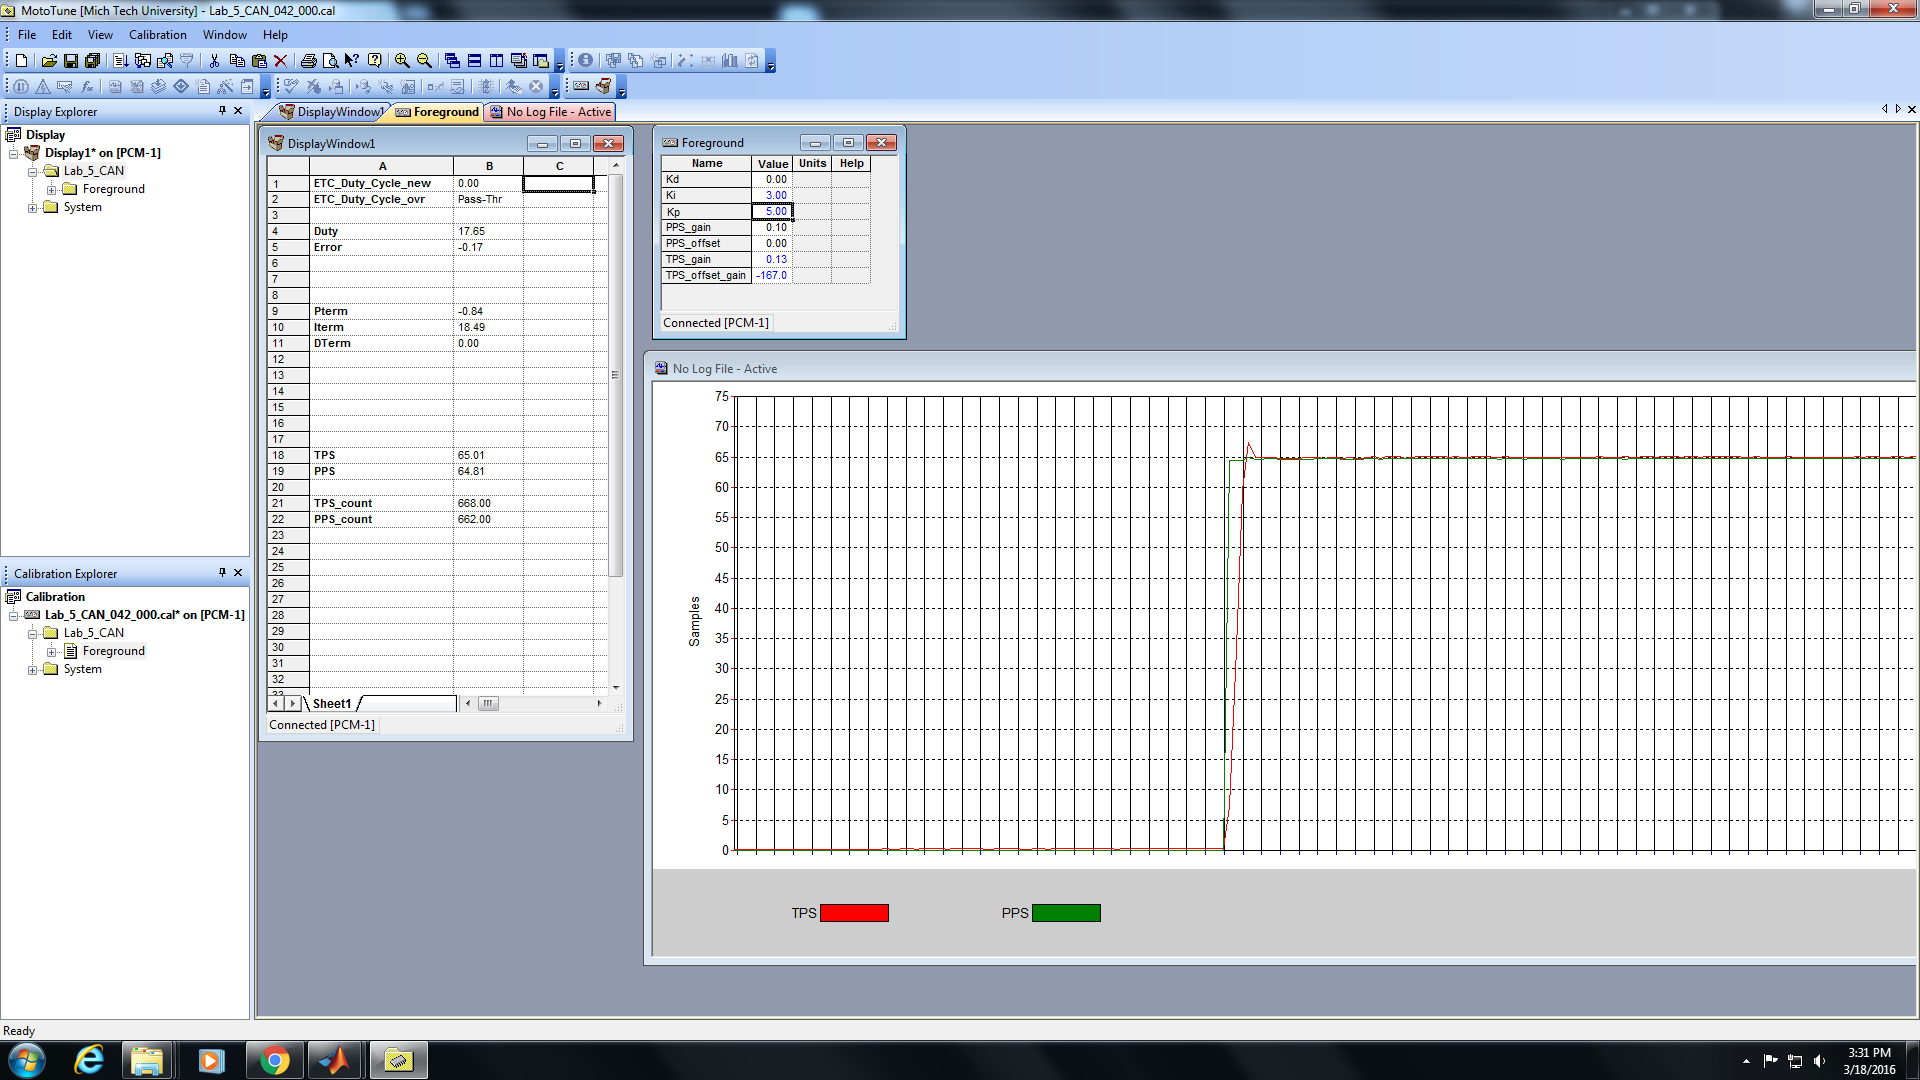 MotoTune [Mich Tech University] - Lab_5_CAN_042_000.cal
File Edit View Calibration Window Help
Display Explorer
Display
Display1* on [PCM-1]
Lab_5_CAN
Foreground
System
Calibration Explorer
Calibration
Lab_5_CAN_042_000.cal* on [PCM-1]
Lab_5_CAN
Foreground
System
DisplayWindow1 Foreground No Log File - Active
DisplayWindow1
A B C
1 ETC_Duty_Cycle_new 0.00
2 ETC_Duty_Cycle_ovr Pass-Thr
3
4 Duty 17.65
5 Error -0.17
6
7
8
9 Pterm -0.84
10 Iterm 18.49
11 DTerm 0.00
12
13
14
15
16
17
18 TPS 65.01
19 PPS 64.81
20
21 TPS_count 668.00
22 PPS_count 662.00
23
24
25
26
27
28
29
30
31
32
33
Sheet1
Connected [PCM-1]
Foreground
Name Value Units Help
Kd 0.00
Ki 3.00
Kp 5.00
PPS_gain 0.10
PPS_offset 0.00
TPS_gain 0.13
TPS_offset_gain -167.0
Connected [PCM-1]
No Log File - Active
75
70
65
60
55
50
45
40
35
30
25
20
15
10
5
0
Samples
TPS PPS
Ready
3:31 PM
3/18/2016